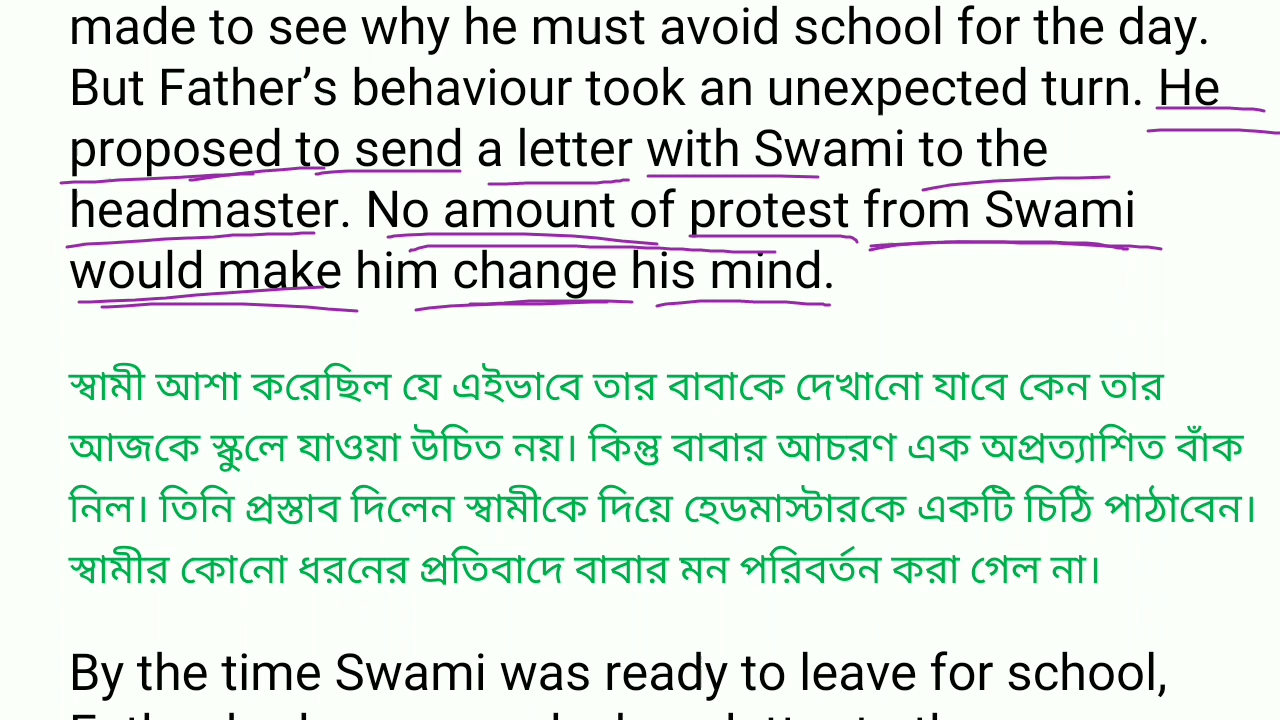 made to see why he must avoid school for the day.
But Father’s behaviour took an unexpected turn. He
proposed to send a letter with Swami to the
headmaster. No amount of protest from Swami
would make him change his mind.
স্বামী আশা করেছিল যে এইভাবে তার বাবাকে দেখানো যাবে কেন তার
আজকে স্কুলে যাওয়া উচিত নয়। কিন্তু বাবার আচরণ এক অপ্রত্যাশিত বাঁক
নিল। তিনি প্রস্তাব দিলেন স্বামীকে দিয়ে হেডমাস্টারকে একটি চিঠি পাঠাবেন।
স্বামীর কোনো ধরনের প্রতিবাদে বাবার মন পরিবর্তন করা গেল না।
By the time Swami was ready to leave for school,